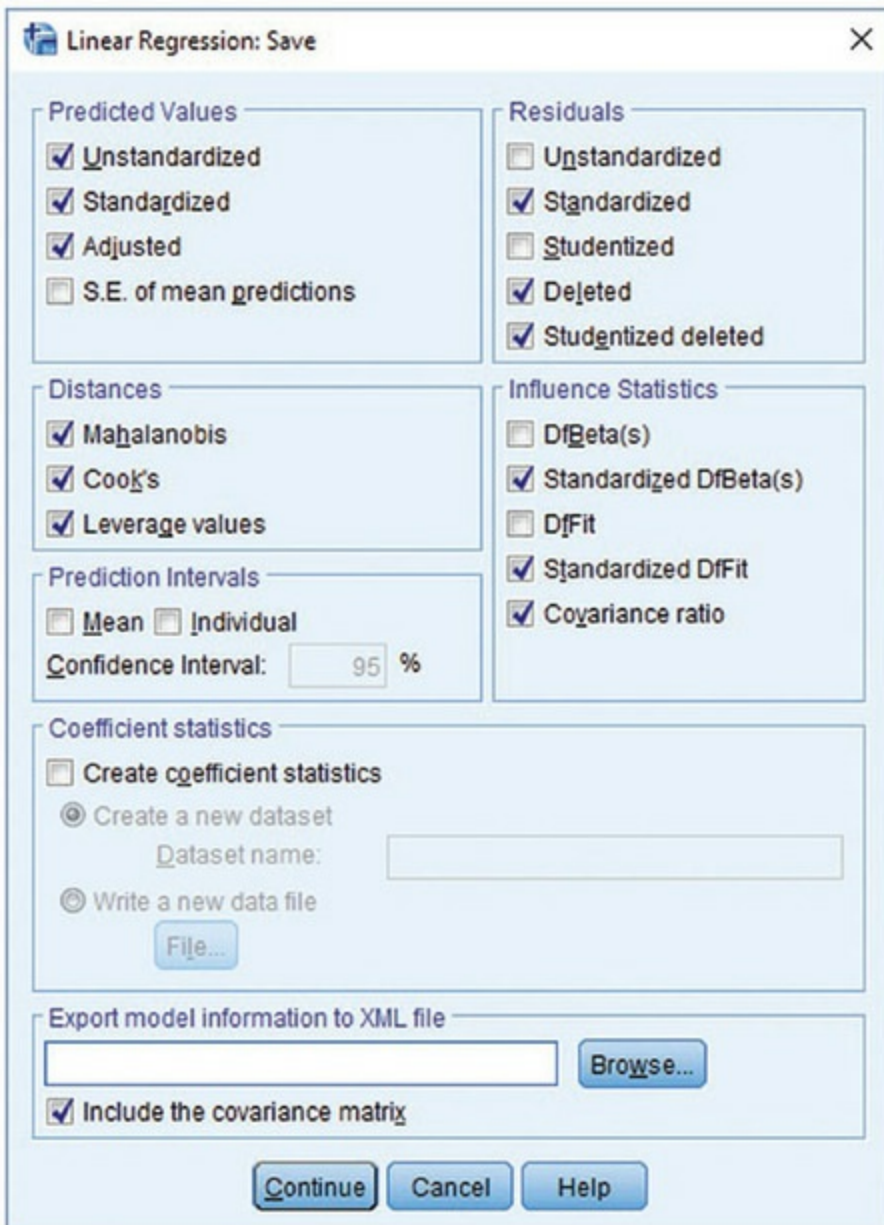 Linear Regression: Save
Predicted Values
Unstandardized
Standardized
Adjusted
S.E. of mean predictions
Residuals
Unstandardized
Standardized
Studentized
Deleted
Studentized deleted
Distances
Mahalanobis
Cook's
Leverage values
Influence Statistics
DfBeta(s)
Standardized DfBeta(s)
DfFit
Standardized DfFit
Covariance ratio
Prediction Intervals
Mean Individual
Confidence Interval: 95 %
Coefficient statistics
Create coefficient statistics
Create a new dataset
Dataset name:
Write a new data file
File...
Export model information to XML file
Browse...
Include the covariance matrix
Continue Cancel Help